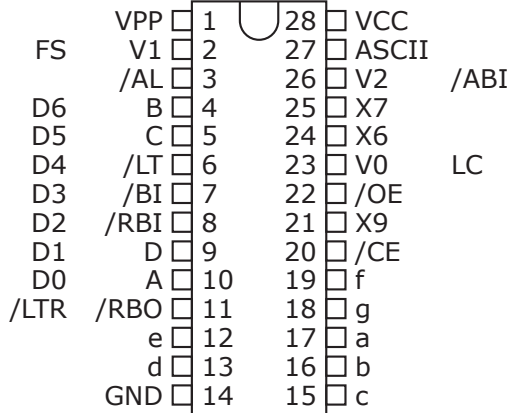 VPP 1 28 VCC
FS V1 2 27 ASCII
/AL 3 26 V2 /ABI
D6 B 4 25 X7
D5 C 5 24 X6
D4 /LT 6 23 V0 LC
D3 /BI 7 22 /OE
D2 /RBI 8 21 X9
D1 D 9 20 /CE
D0 A 10 19 f
/LTR /RBO 11 18 g
e 12 17 a
d 13 16 b
GND 14 15 c